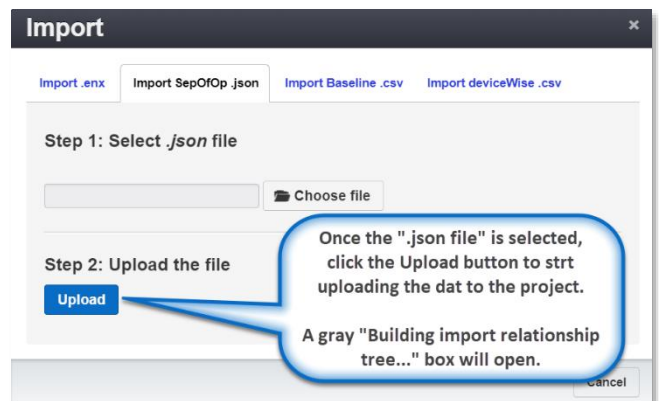 Import
×
Import .enx Import SepOfOp .json Import Baseline .csv Import deviceWise .csv
Step 1: Select .json file
Choose file
Once the ".json file" is selected,
click the Upload button to strt
uploading the dat to the project.
A gray "Building import relationship
tree..." box will open.
Step 2: Upload the file
Upload
Cancel